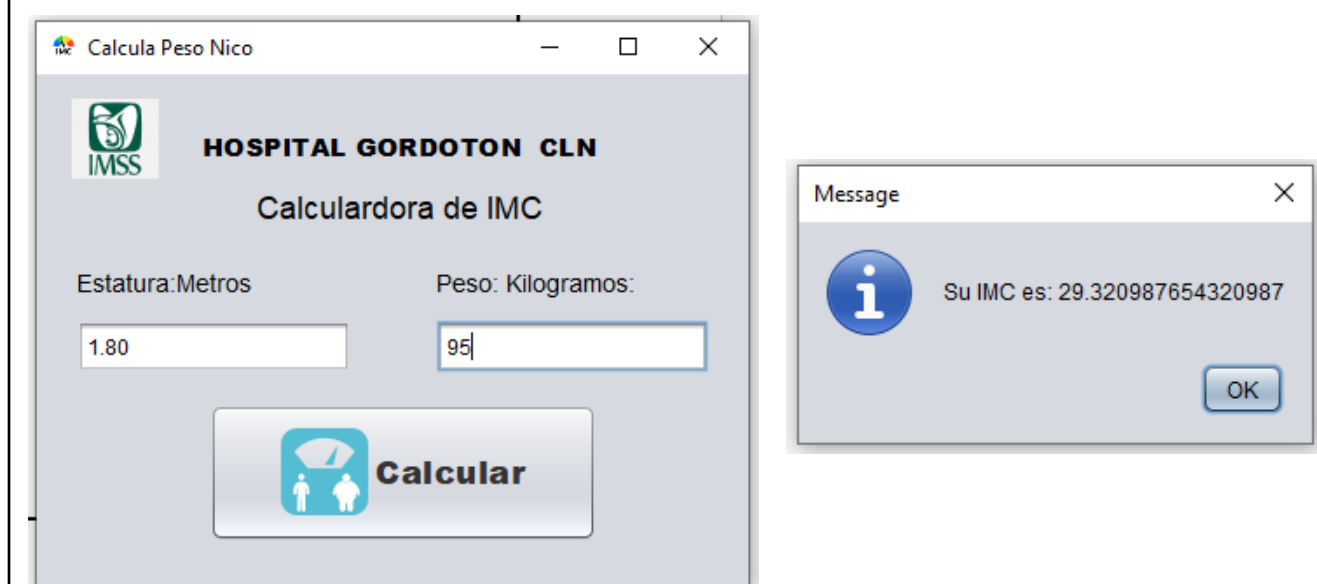 Calcula Peso Nico
IMSS
HOSPITAL GORDOTON CLN
Calculardora de IMC
Estatura:Metros
Peso: Kilogramos:
1.80
95
Calcular
Message
Su IMC es: 29.320987654320987
OK